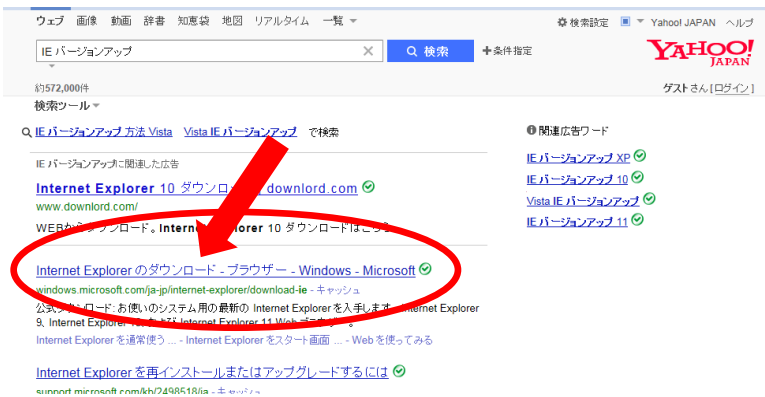 ウェブ 画像 動画 辞書 知恵袋 地図 リアルタイム 一覧 検索設定 Yahoo! JAPAN ヘルプ
IE バージョンアップ 検索 +条件指定
YAHOO!
JAPAN
約572,000件 ゲストさん [ログイン]
検索ツール
IE バージョンアップ 方法 Vista Vista IE バージョンアップ で検索
IE バージョンアップに関連した広告
Internet Explorer 10 ダウンロ downlord.com
www.downlord.com/
WEBからダウンロード。Internet Explorer 10 ダウンロードはこちら
Internet Explorer のダウンロード - ブラウザー - Windows - Microsoft
windows.microsoft.com/ja-jp/internet-explorer/download-ie - キャッシュ
公式ダウンロード: お使いのシステム用の最新の Internet Explorer を入手します。Internet Explorer
9、Internet Explorer 10、および Internet Explorer 11 Web ブラウザー。
Internet Explorer を通常使う ... - Internet Explorer をスタート画面 ... - Web を使ってみる
Internet Explorer を再インストールまたはアップグレードするには
support.microsoft.com/kb/2498518/ja - キャッシュ
関連広告ワード
IE バージョンアップ XP
IE バージョンアップ 10
Vista IE バージョンアップ
IE バージョンアップ 11